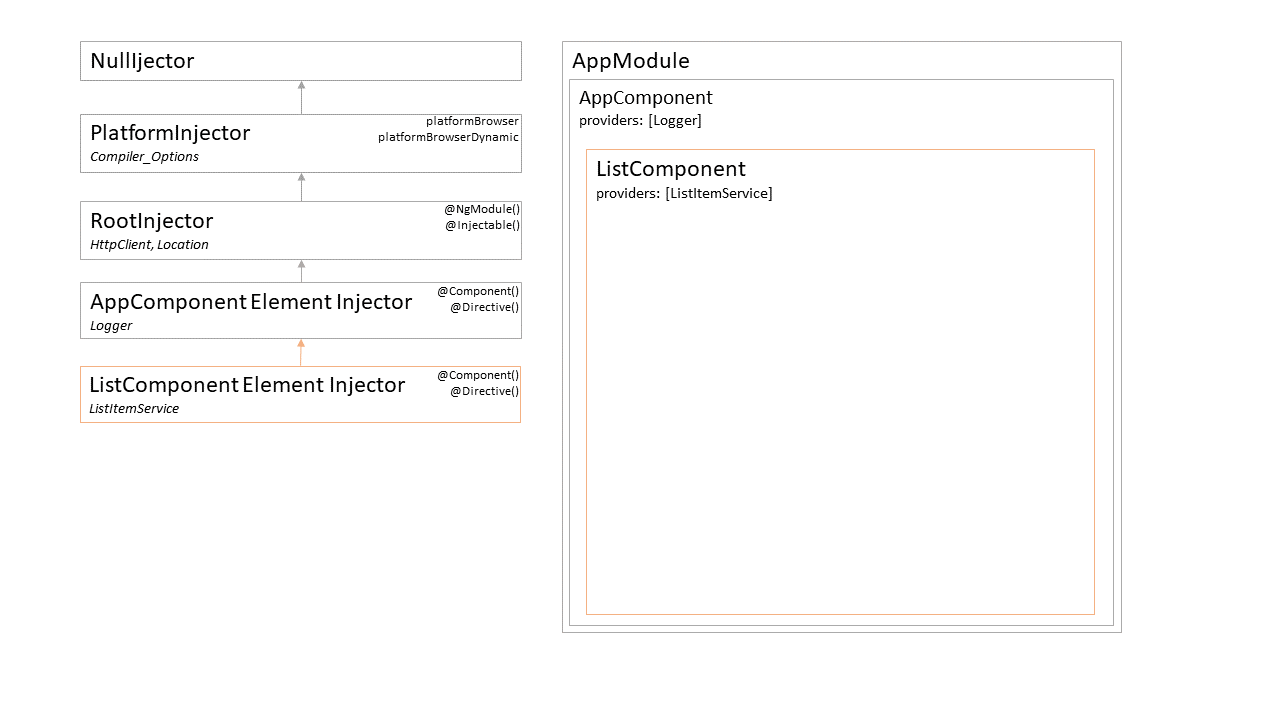 NullIjector
PlatformInjector
platformBrowser
platformBrowserDynamic
Compiler_Options
RootInjector
@NgModule()
@Injectable()
HttpClient, Location
AppComponent Element Injector
@Component()
@Directive()
Logger
ListComponent Element Injector
@Component()
@Directive()
ListItemService
AppModule
AppComponent
providers: [Logger]
ListComponent
providers: [ListItemService]